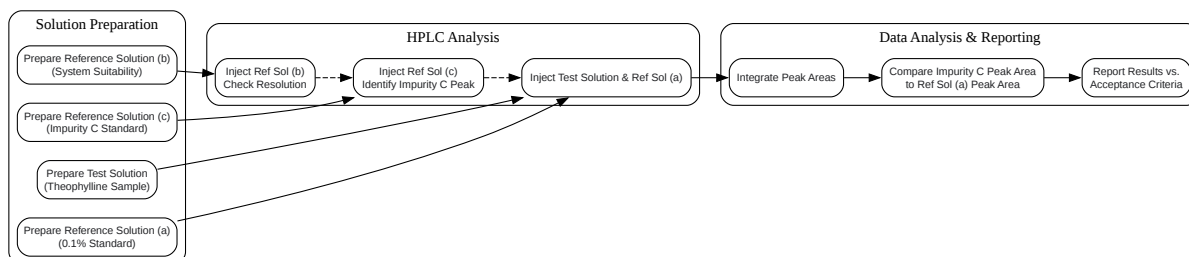 Solution Preparation
Prepare Reference Solution (b)
(System Suitability)
Prepare Reference Solution (c)
(Impurity C Standard)
Prepare Test Solution
(Theophylline Sample)
Prepare Reference Solution (a)
(0.1% Standard)
HPLC Analysis
Inject Ref Sol (b)
Check Resolution
Inject Ref Sol (c)
Identify Impurity C Peak
Inject Test Solution & Ref Sol (a)
Data Analysis & Reporting
Integrate Peak Areas
Compare Impurity C Peak Area
to Ref Sol (a) Peak Area
Report Results vs.
Acceptance Criteria